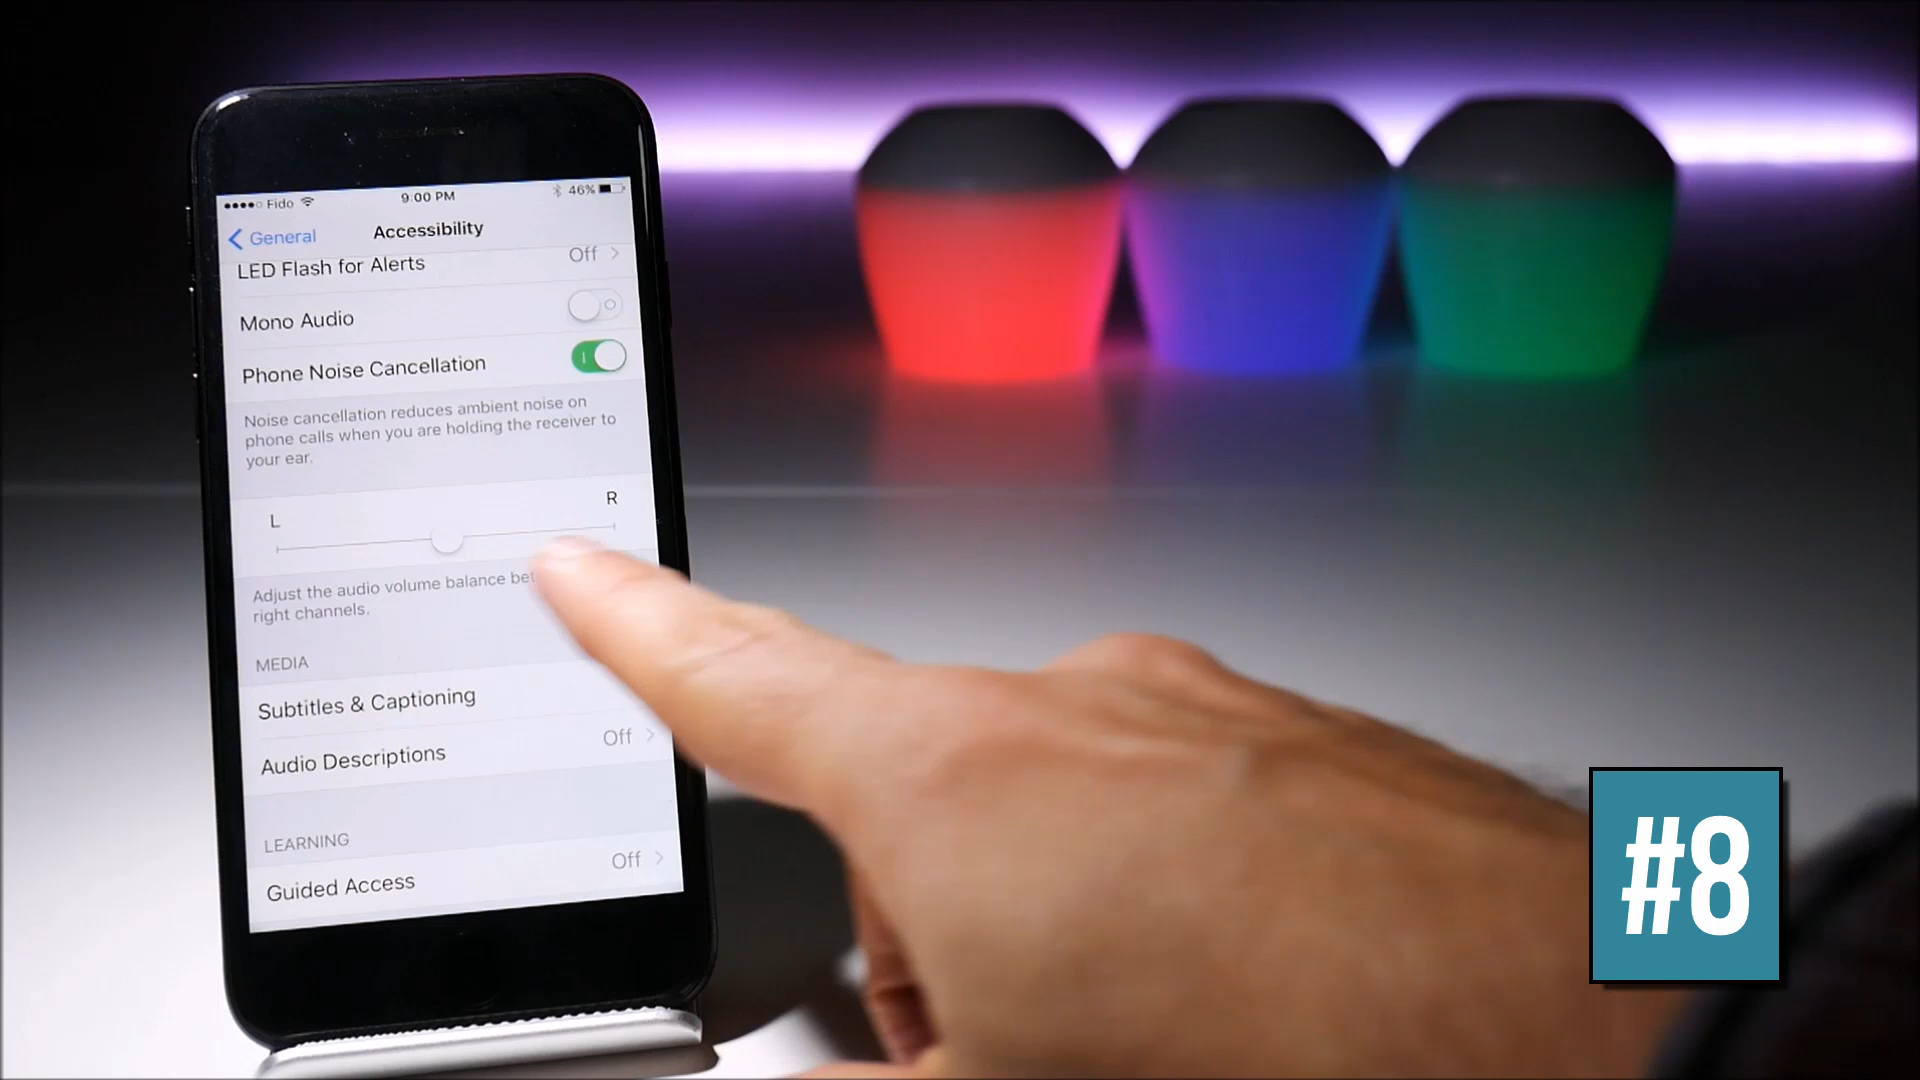 Fido
9:00 PM
46%
General
Accessibility
LED Flash for Alerts
Off
Mono Audio
Phone Noise Cancellation
Noise cancellation reduces ambient noise on
phone calls when you are holding the receiver to
your ear.
L
R
Adjust the audio volume balance
right channels.
MEDIA
Subtitles & Captioning
Audio Descriptions
Off
LEARNING
Guided Access
Off
#8